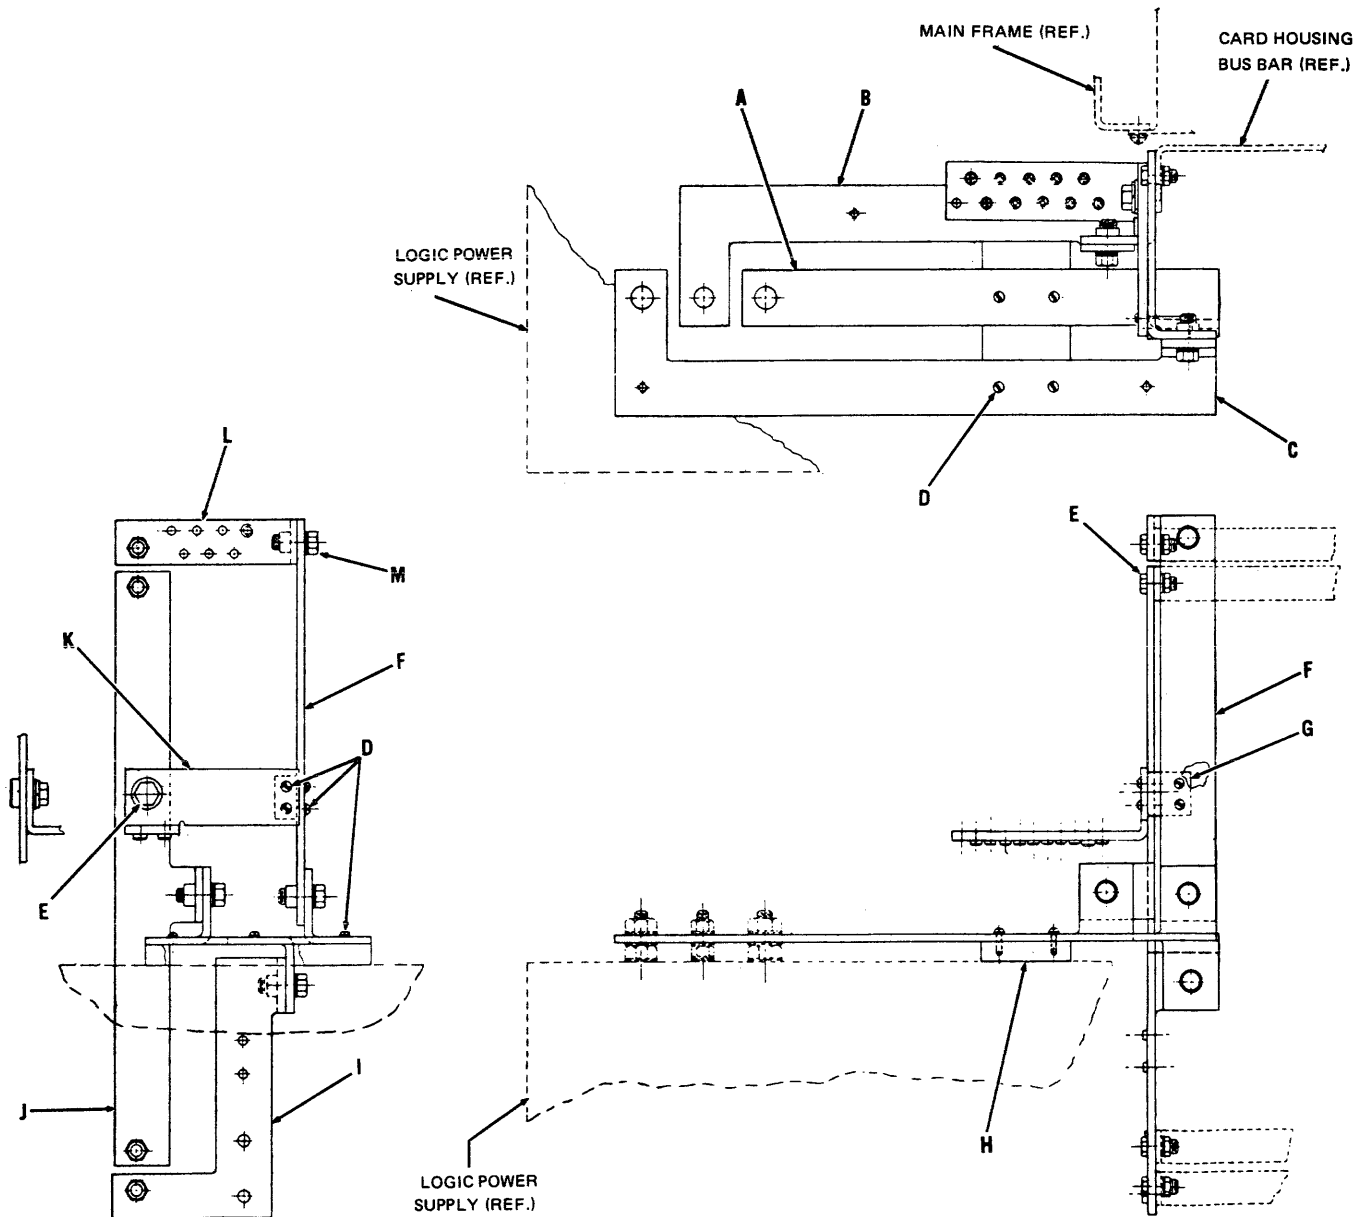 MAIN FRAME (REF.)
CARD HOUSING
BUS BAR (REF.)
A
B
LOGIC POWER
SUPPLY (REF.)
C
D
L
E
M
K
F
F
G
D
E
J
I
H
LOGIC POWER
SUPPLY (REF.)